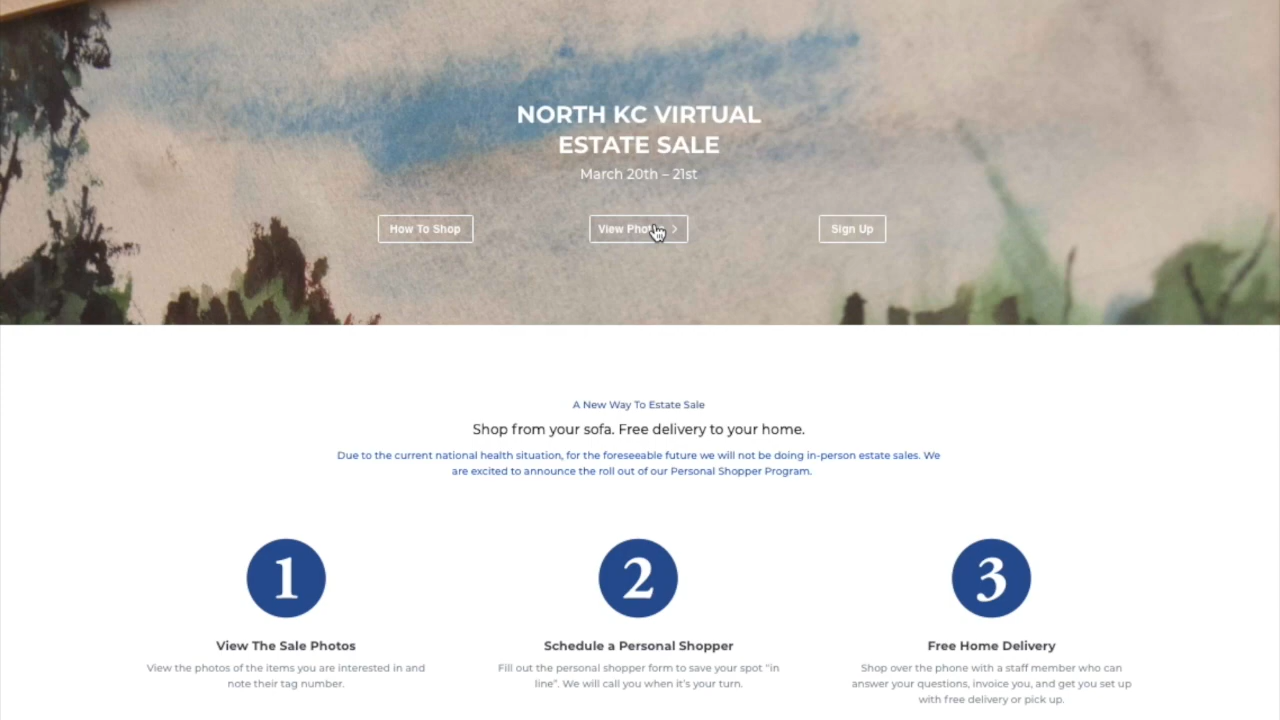 NORTH KC VIRTUAL
ESTATE SALE
March 20th – 21st
How To Shop
View
Sign Up
A New Way To Estate Sale
Shop from your sofa. Free delivery to your home.
Due to the current national health situation, for the foreseeable future we will not be doing in-person estate sales. We
are excited to announce the roll out of our Personal Shopper Program.
1
2
3
View The Sale Photos
Schedule a Personal Shopper
Free Home Delivery
View the photos of the items you are interested in and
note their tag number.
Fill out the personal shopper form to save your spot "in
line". We will call you when it's your turn.
Shop over the phone with a staff member who can
answer your questions, invoice you, and get you set up
with free delivery or pick up.